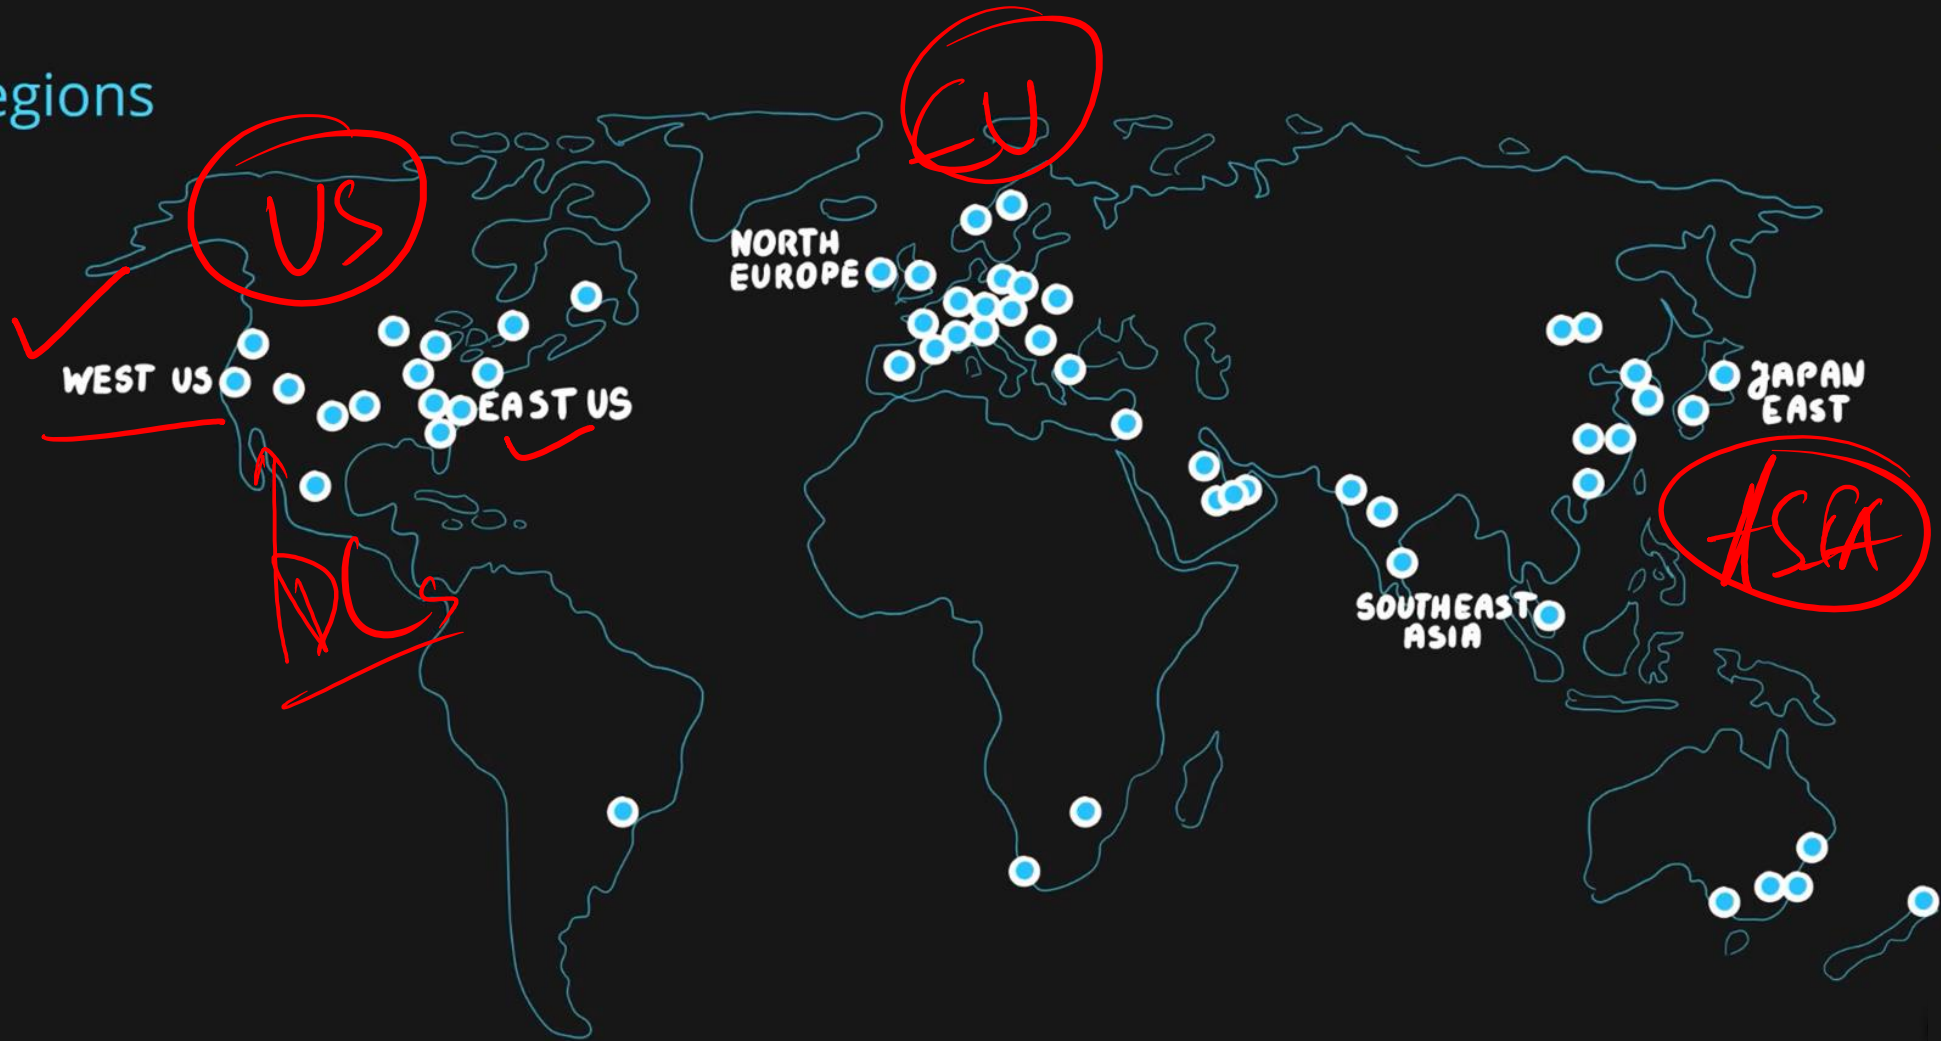 egions
EU
US
NORTH
EUROPE
WEST US
EAST US
JAPAN
EAST
ASIA
DCs
SOUTHEAST
ASIA